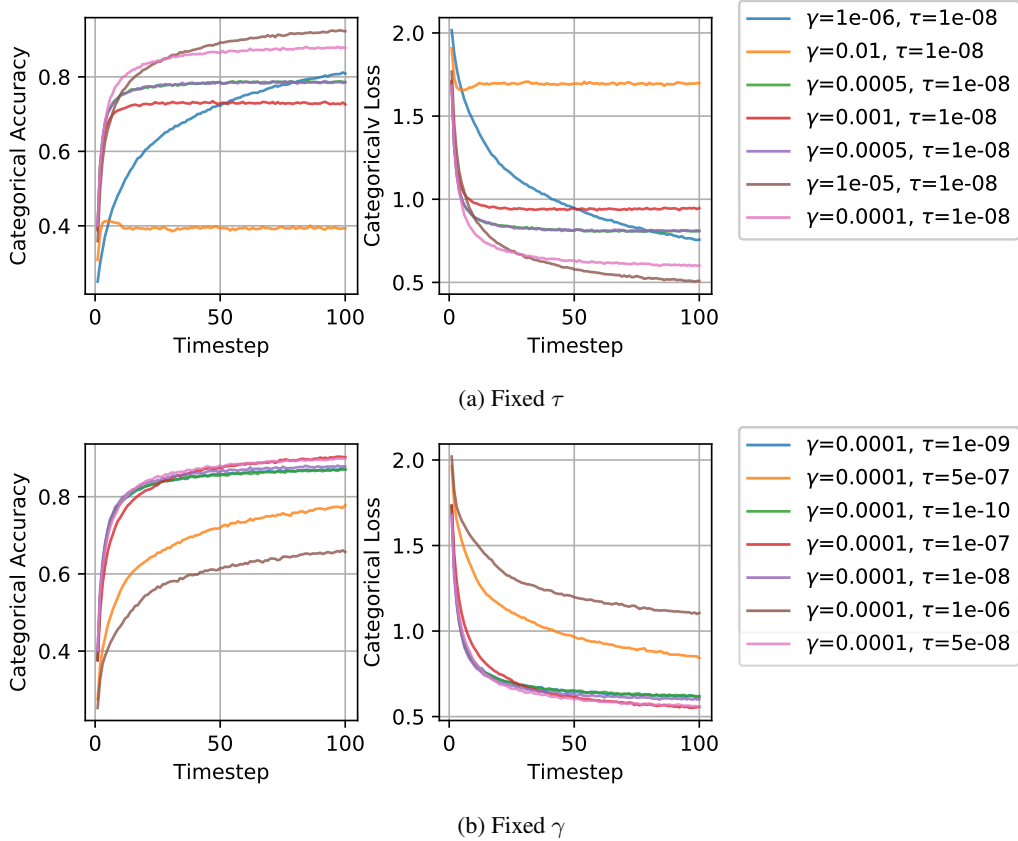 Categorical Accuracy
0.8
0.6
0.4
0
50
100
Timestep
Categoricalv Loss
2.0
1.5
1.0
0.5
0
50
100
Timestep
γ=1e-06, τ=1e-08
γ=0.01, τ=1e-08
γ=0.0005, τ=1e-08
γ=0.001, τ=1e-08
γ=0.0005, τ=1e-08
γ=1e-05, τ=1e-08
γ=0.0001, τ=1e-08
(a) Fixed τ
Categorical Accuracy
0.8
0.6
0.4
0
50
100
Timestep
Categorical Loss
2.0
1.5
1.0
0.5
0
50
100
Timestep
γ=0.0001, τ=1e-09
γ=0.0001, τ=5e-07
γ=0.0001, τ=1e-10
γ=0.0001, τ=1e-07
γ=0.0001, τ=1e-08
γ=0.0001, τ=1e-06
γ=0.0001, τ=5e-08
(b) Fixed γ